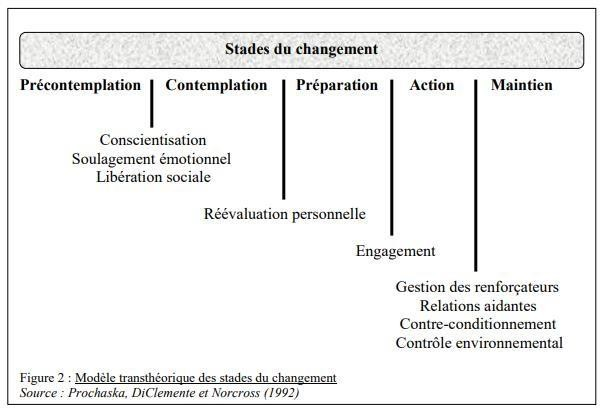 Stades du changement
Précontemplation Contemplation Préparation Action Maintien
Conscientisation
Soulagement émotionnel
Libération sociale
Réévaluation personnelle
Engagement
Gestion des renforçateurs
Relations aidantes
Contre-conditionnement
Contrôle environnemental
Figure 2 : Modèle transthéorique des stades du changement
Source : Prochaska, DiClemente et Norcross (1992)